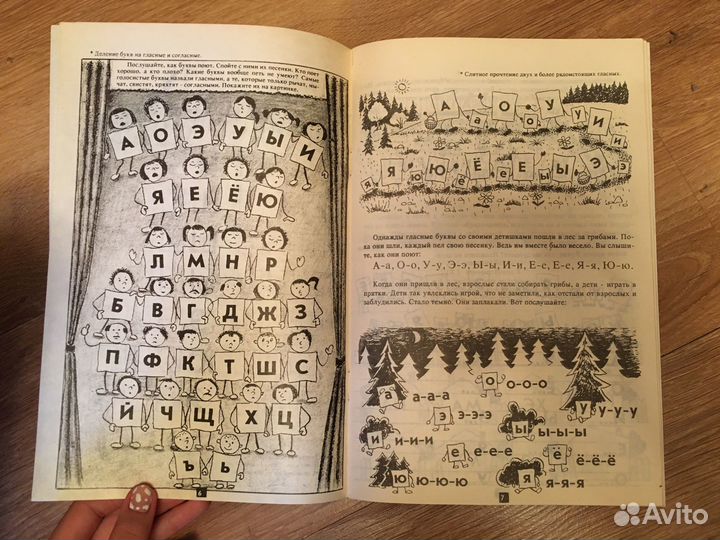 * Деление букв на гласные и согласные.
Послушайте, как буквы поют. Спойте с ними их песенки. Кто поет
хорошо, а кто плохо? Какие буквы вообще петь не умеют? Самые
голосистые буквы назвали гласными, а те, которые только рычат, мы-
чат, свистят, кряхтят - согласными. Покажите их на картинке.
А О Э У Ы И
Я Е Ё Ю
Л М Н Р
Б В Г Д Ж З
П Ф К Т Ш С
Й Ч Щ Х Ц
Ъ Ь
6
* Слитное прочтение двух и более рядомстоящих гласных.
А а О о У у И и
Я я Ю ю Ё ё Е е Ы ы Э э
Однажды гласные буквы со своими детишками пошли в лес за грибами. По-
ка они шли, каждый пел свою песенку. Ведь им вместе было весело. Вы слыши-
те, как они поют:
А-а, О-о, У-у, Э-э, Ы-ы, И-и, Е-е, Е-е, Я-я, Ю-ю.
Когда они пришли в лес, взрослые стали собирать грибы, а дети - играть в
прятки. Дети так увлеклись игрой, что не заметили, как отстали от взрослых и
заблудились. Стало темно. Они заплакали. Вот послушайте:
а а-а-а
о о-о-о
э э-э-э
у у-у-у
и и-и-и
ы ы-ы-ы
е е-е-е
ё ё-ё-ё
ю ю-ю-ю
я я-я-я
7
Avito